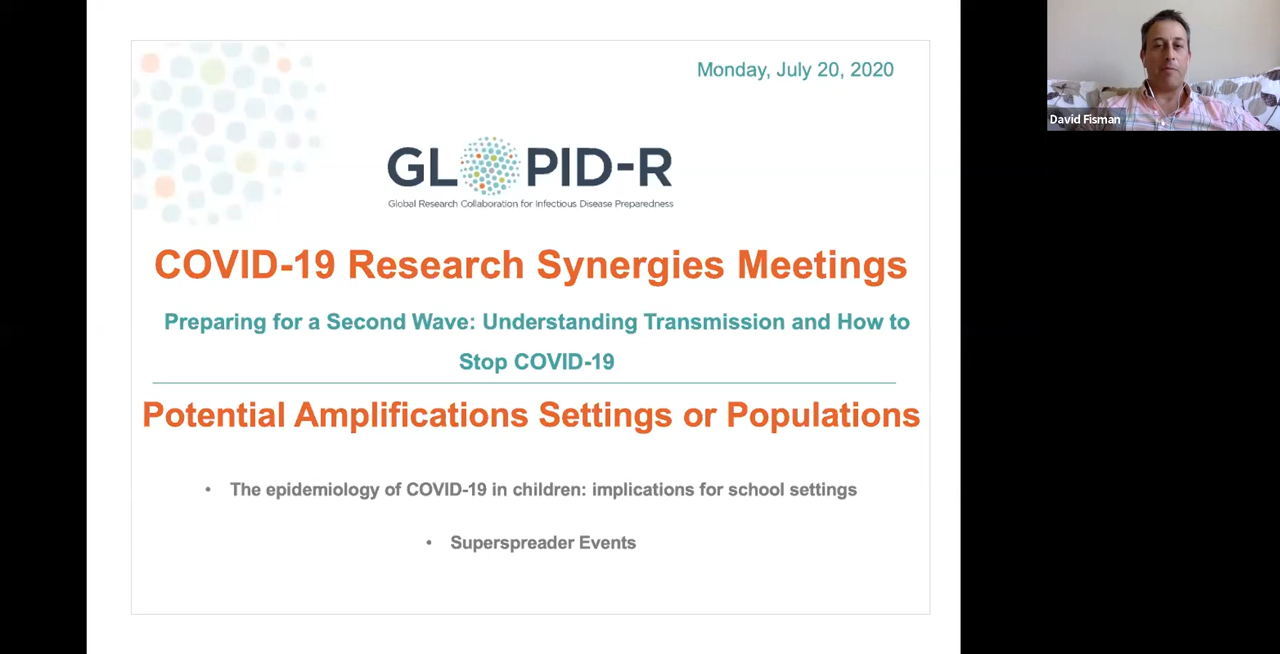 Monday, July 20, 2020
David Fisman
GLOPID-R
Global Research Collaboration for Infectious Disease Preparedness
COVID-19 Research Synergies Meetings
Preparing for a Second Wave: Understanding Transmission and How to
Stop COVID-19
Potential Amplifications Settings or Populations
• The epidemiology of COVID-19 in children: implications for school settings
• Superspreader Events